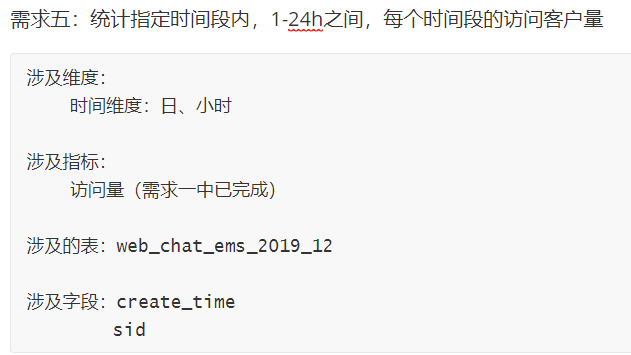 需求五：统计指定时间段内，1-24h之间，每个时间段的访问客户量
涉及维度：
时间维度：日、小时
涉及指标：
访问量（需求一中已完成）
涉及的表：web_chat_ems_2019_12
涉及字段：create_time
sid